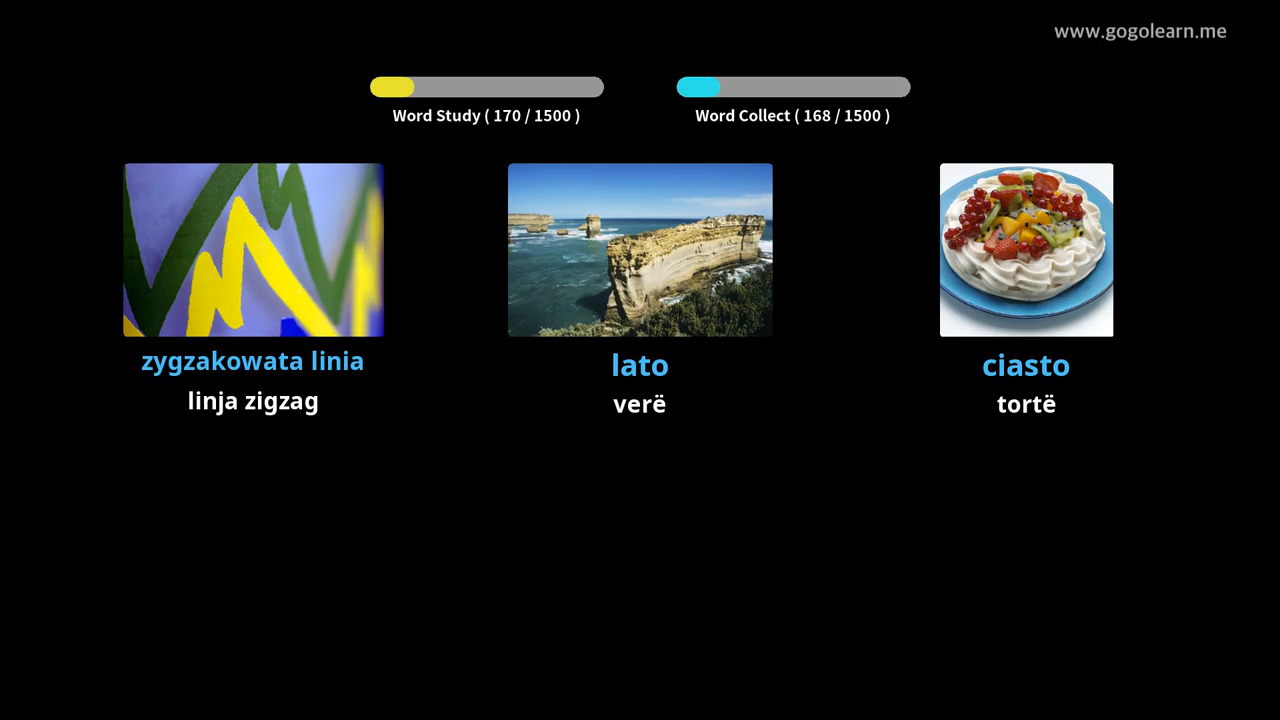 www.gogolearn.me
Word Study ( 170 / 1500 )
Word Collect ( 168 / 1500 )
zygzakowata linia
linja zigzag
lato
verë
ciasto
tortë